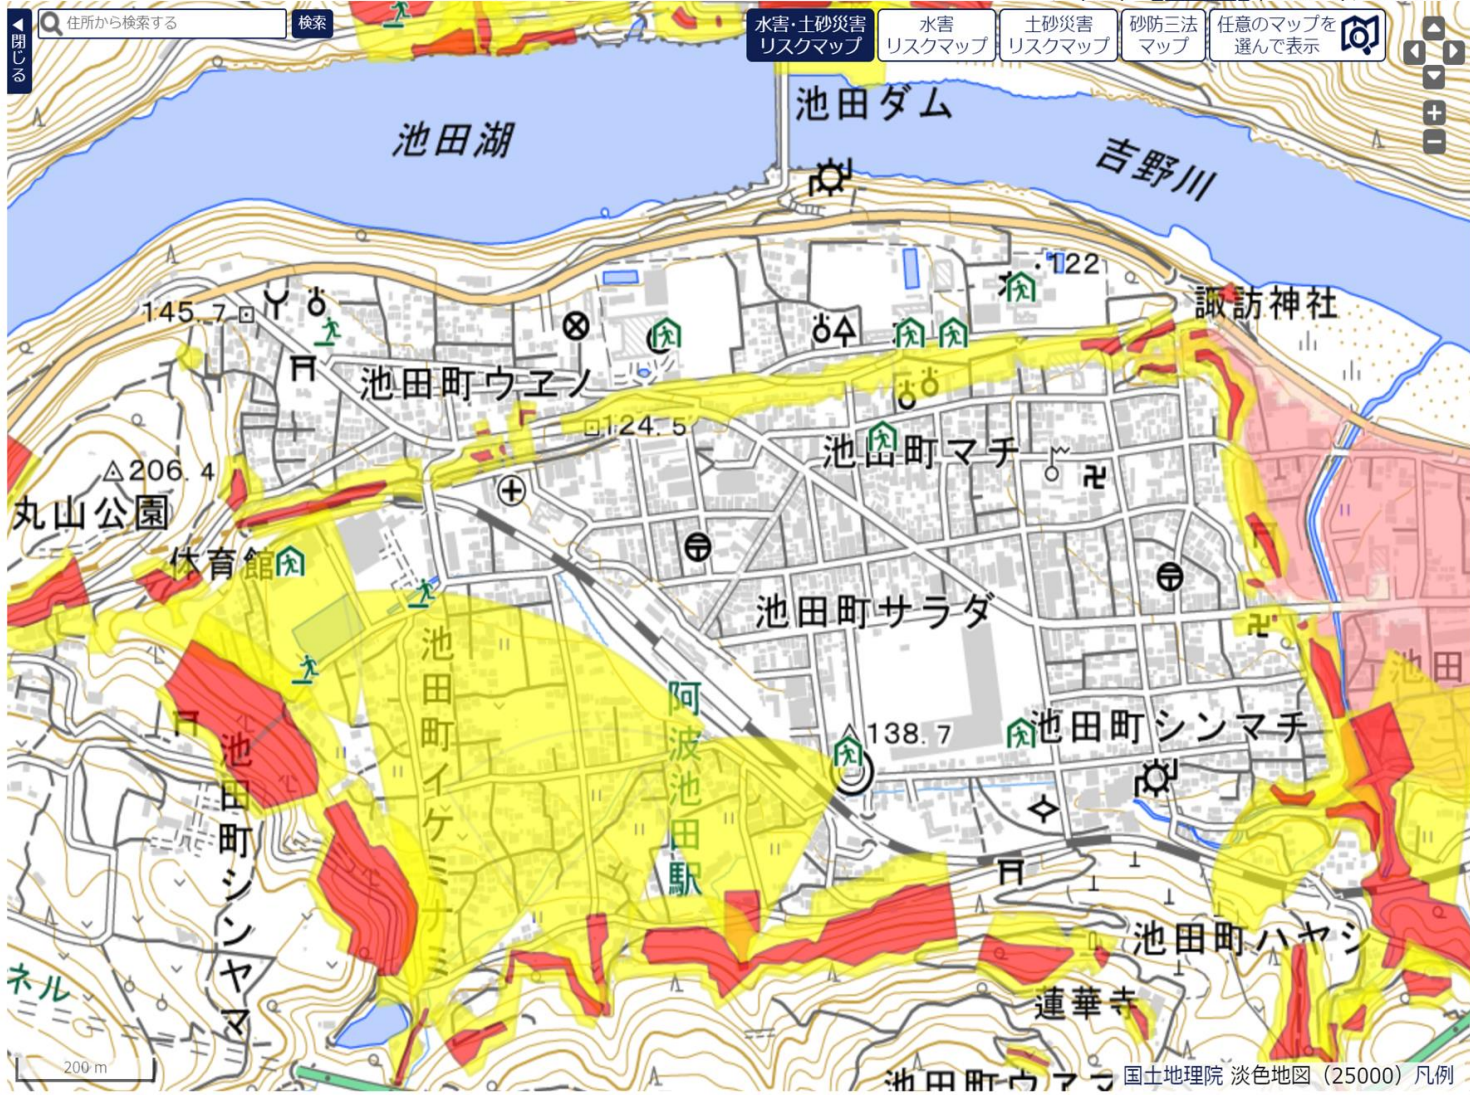 ◀閉じる
住所から検索する
検索
水害・土砂災害
リスクマップ
水害
リスクマップ
土砂災害
リスクマップ
砂防三法
マップ
任意のマップを
選んで表示
池田ダム
池田湖
吉野川
122
145.7
諏訪神社
池田町ウヱノ
124.5
池田町マチ
206.4
丸山公園
体育館
池田町サラダ
池田町イケミナミ
阿波池田駅
138.7
池田町シンマチ
池田
池田町シンヤマ
池田町ハヤシ
蓮華寺
ネル
200 m
池田町ウヱマ
国土地理院 淡色地図（25000）凡例